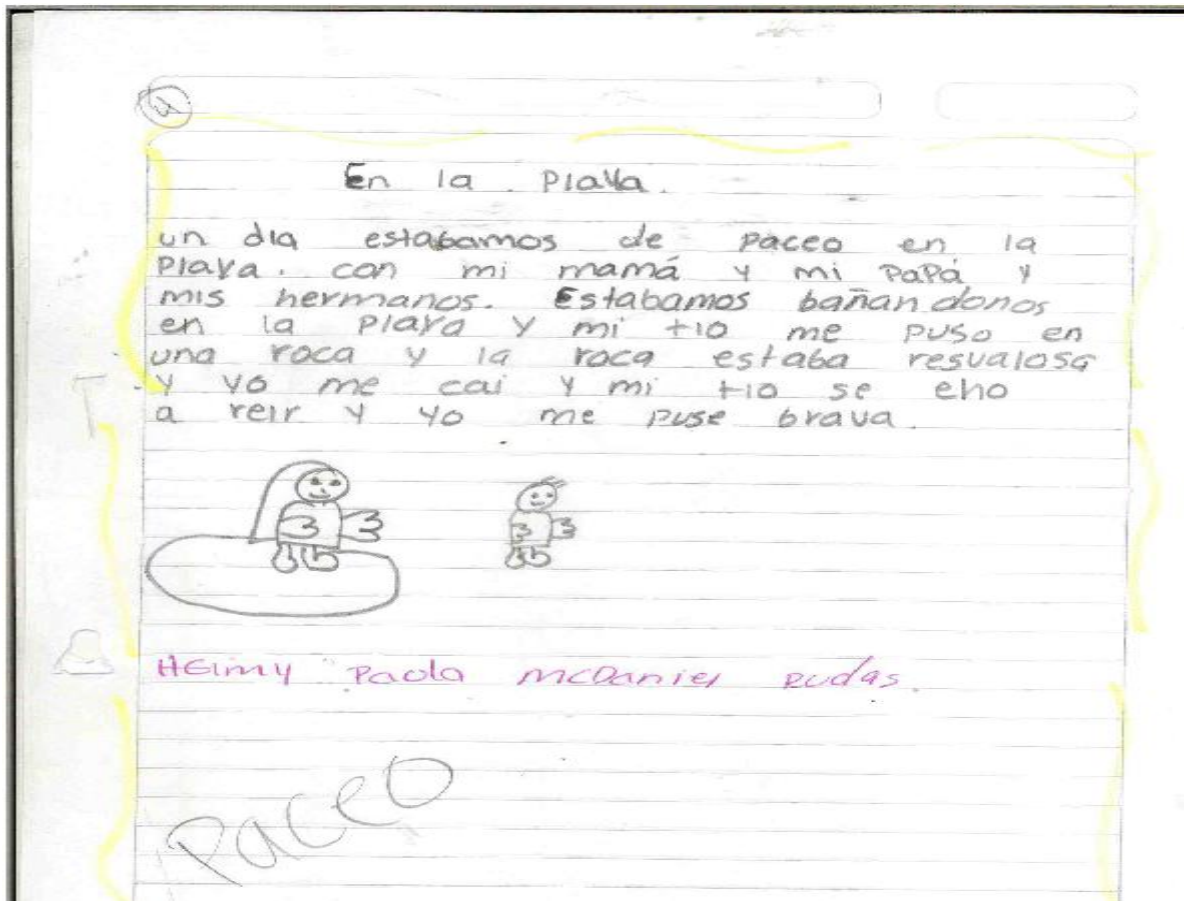 En la . Playa.
un dia estabamos de paceo en la
Playa. con mi mamá y mi PaPá y
mis hermanos. Estabamos bañandonos
en la Playa y mi tio me puso en
una roca y la roca estaba resvalosa
y yo me cai y mi tio se eho
a reir y yo me puse brava.
HEimy Paola mcDaniel Rudas.
Paceo